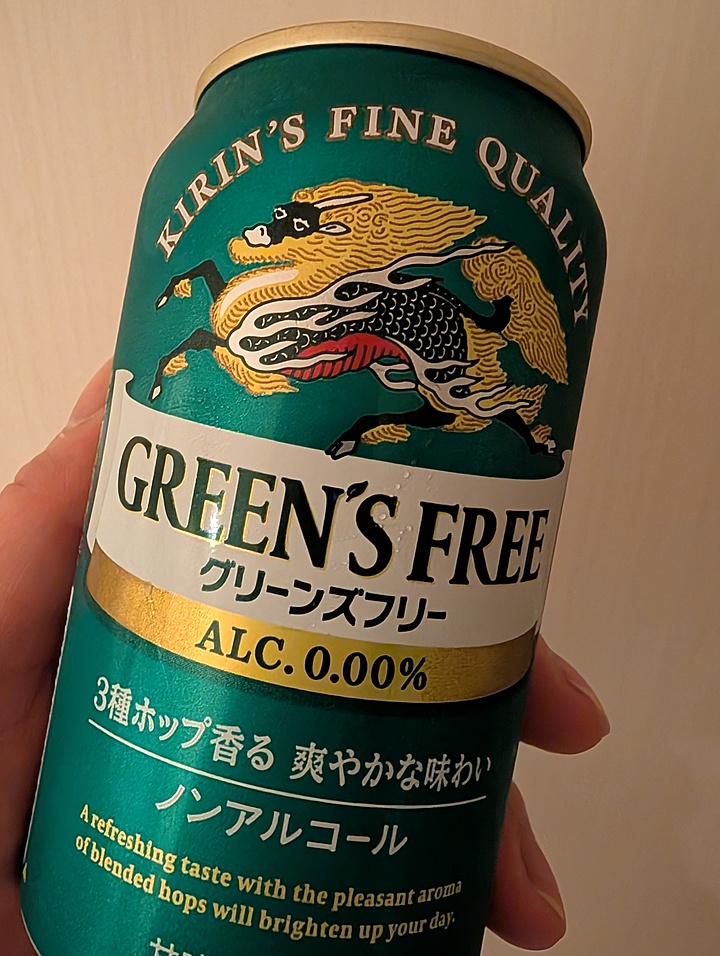 KIRIN'S FINE QUALITY
GREEN'S FREE
グリーンズフリー
ALC. 0.00%
3種ホップ香る 爽やかな味わい
ノンアルコール
A refreshing taste with the pleasant aroma
of blended hops will brighten up your day.